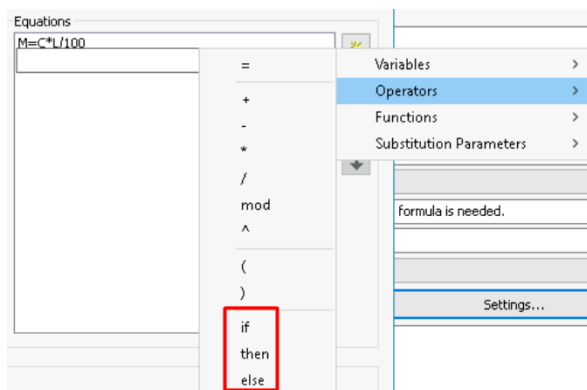 Equations
M=C*L/100
=
+
-
*
/
mod
^
(
)
if
then
else
Variables >
Operators >
Functions >
Substitution Parameters >
formula is needed.
Settings...